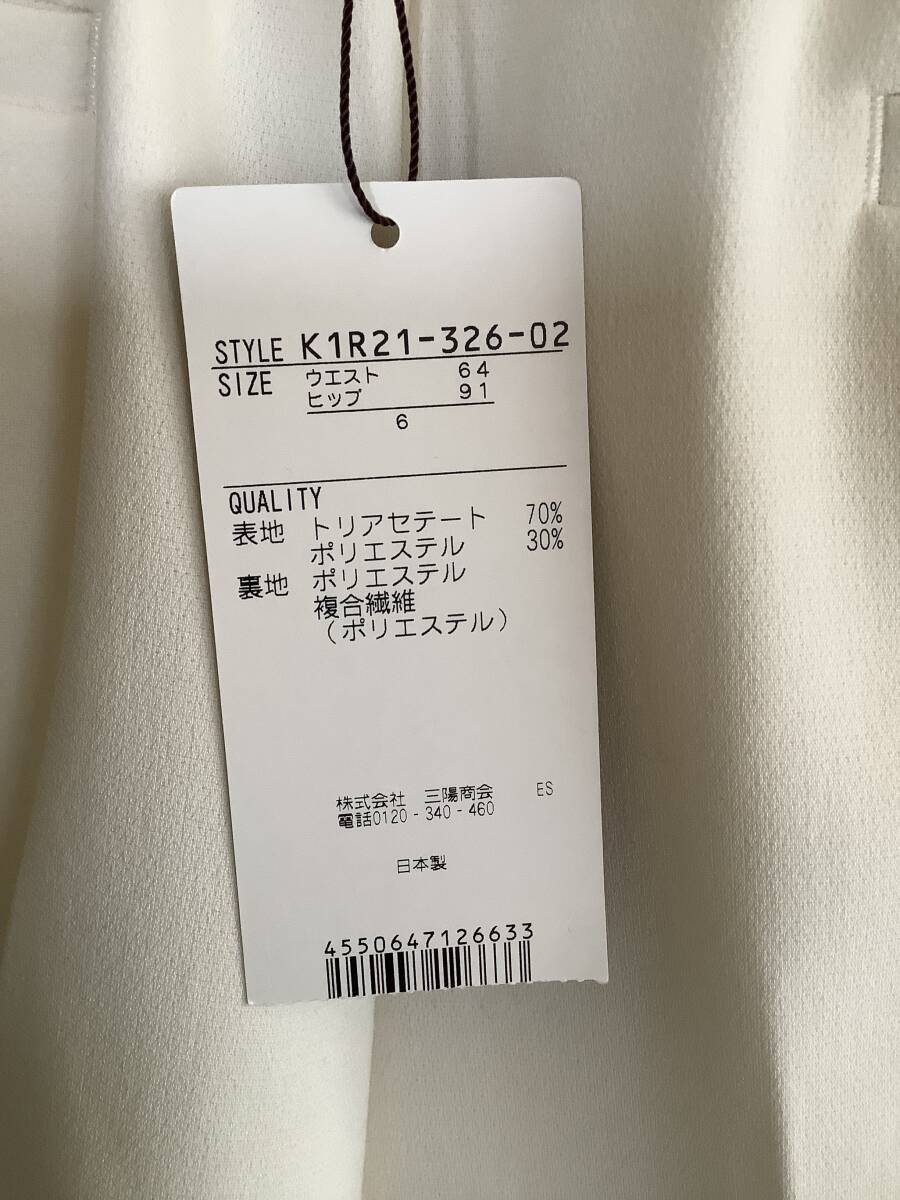 STYLE K1R21-326-02
SIZE ウエスト 64
ヒップ 91
6
QUALITY
表地 トリアセテート 70%
ポリエステル 30%
裏地 ポリエステル
複合繊維
(ポリエステル)
株式会社 三陽商会 ES
電話0120-340-460
日本製
4550647126633